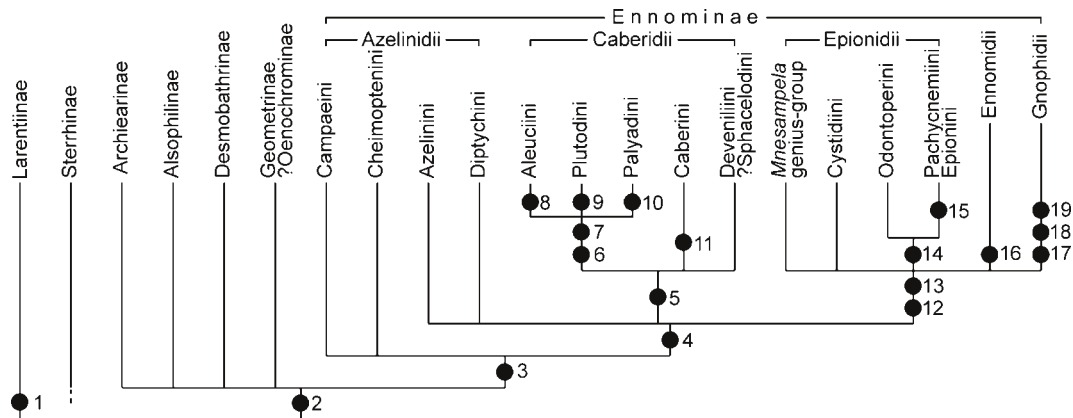 Ennominae
Azelinidii
Caberidii
Epionidii
Larentiinae
Sterrhinae
Archiearinae
Alsophilinae
Desmobathrinae
Geometrinae
?Oenochrominae
Campaeini
Cheimoptenini
Azelinini
Diptychini
Aleuciini
Plutodini
Palyadini
Caberini
Deveniliini
?Sphacelodini
Mnesampela
genius-group
Cystidiini
Odontoperini
Pachycnemiini
Epioniini
Ennomidii
Gnophidii
8
9
10
15
19
7
11
18
6
14
16
17
5
13
12
4
3
1
2